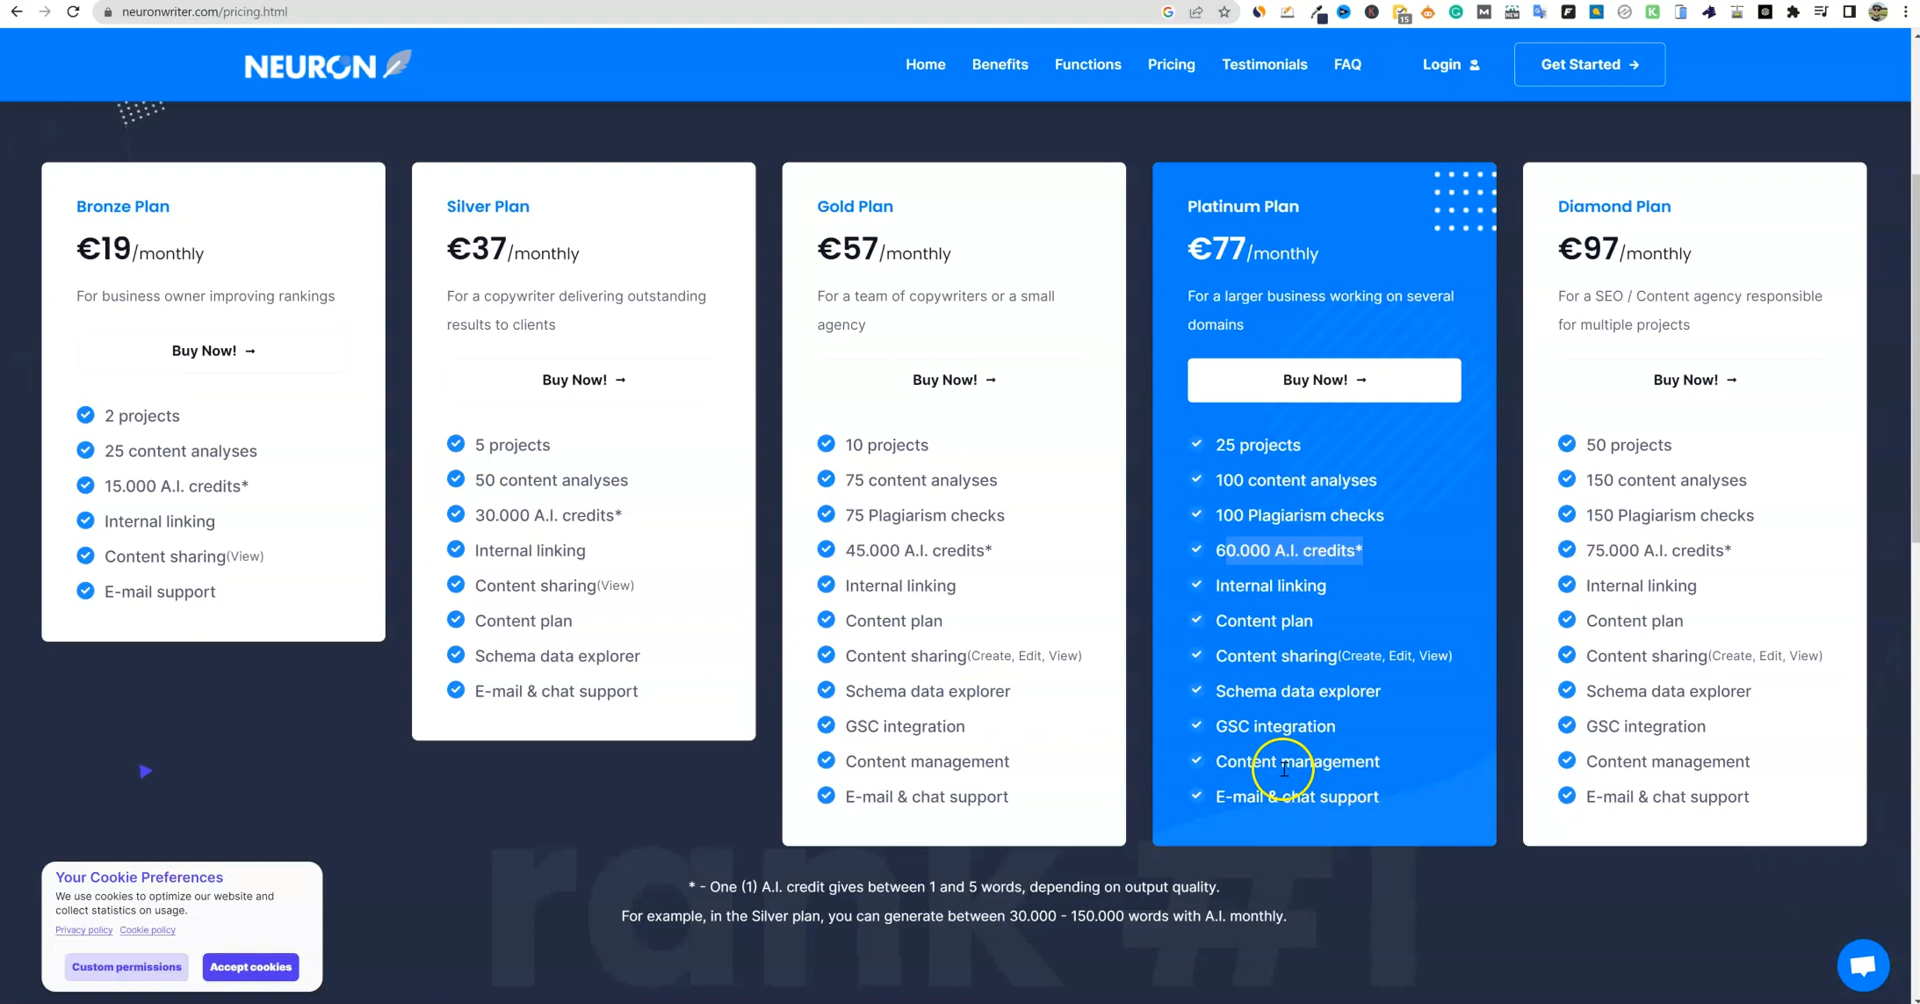 neuronwriter.com/pricing.html
15
NEW
NEURON
Home
Benefits
Functions
Pricing
Testimonials
FAQ
Login
Get Started →
Bronze Plan
€19/monthly
For business owner improving rankings
Buy Now! →
2 projects
25 content analyses
15.000 A.I. credits*
Internal linking
Content sharing(View)
E-mail support
Silver Plan
€37/monthly
For a copywriter delivering outstanding
results to clients
Buy Now! →
5 projects
50 content analyses
30.000 A.I. credits*
Internal linking
Content sharing(View)
Content plan
Schema data explorer
E-mail & chat support
Gold Plan
€57/monthly
For a team of copywriters or a small
agency
Buy Now! →
10 projects
75 content analyses
75 Plagiarism checks
45.000 A.I. credits*
Internal linking
Content plan
Content sharing(Create, Edit, View)
Schema data explorer
GSC integration
Content management
E-mail & chat support
Platinum Plan
€77/monthly
For a larger business working on several
domains
Buy Now! →
25 projects
100 content analyses
100 Plagiarism checks
60.000 A.I. credits*
Internal linking
Content plan
Content sharing(Create, Edit, View)
Schema data explorer
GSC integration
Content management
E-mail & chat support
Diamond Plan
€97/monthly
For a SEO / Content agency responsible
for multiple projects
Buy Now! →
50 projects
150 content analyses
150 Plagiarism checks
75.000 A.I. credits*
Internal linking
Content plan
Content sharing(Create, Edit, View)
Schema data explorer
GSC integration
Content management
E-mail & chat support
rank #1
* - One (1) A.I. credit gives between 1 and 5 words, depending on output quality.
For example, in the Silver plan, you can generate between 30.000 - 150.000 words with A.I. monthly.
Your Cookie Preferences
We use cookies to optimize our website and
collect statistics on usage.
Privacy policy Cookie policy
Custom permissions
Accept cookies